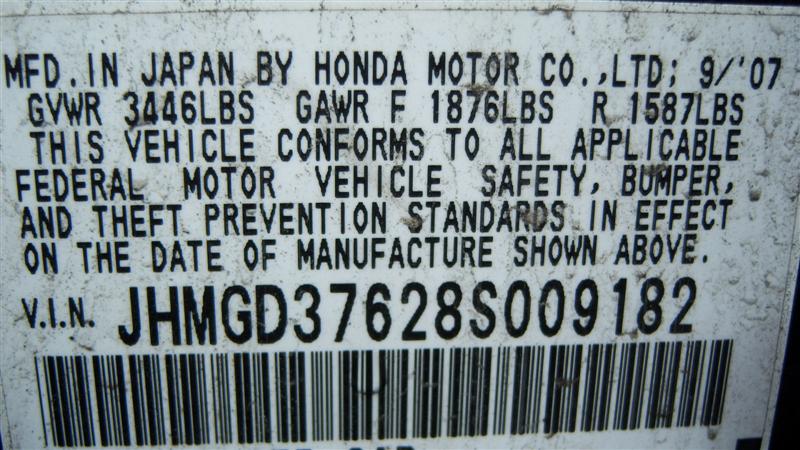 MFD. IN JAPAN BY HONDA MOTOR CO.,LTD; 9/'07
GVWR 3446LBS GAWR F 1876LBS R 1587LBS
THIS VEHICLE CONFORMS TO ALL APPLICABLE
FEDERAL MOTOR VEHICLE SAFETY, BUMPER,
AND THEFT PREVENTION STANDARDS IN EFFECT
ON THE DATE OF MANUFACTURE SHOWN ABOVE.
V.I.N. JHMGD37628S009182